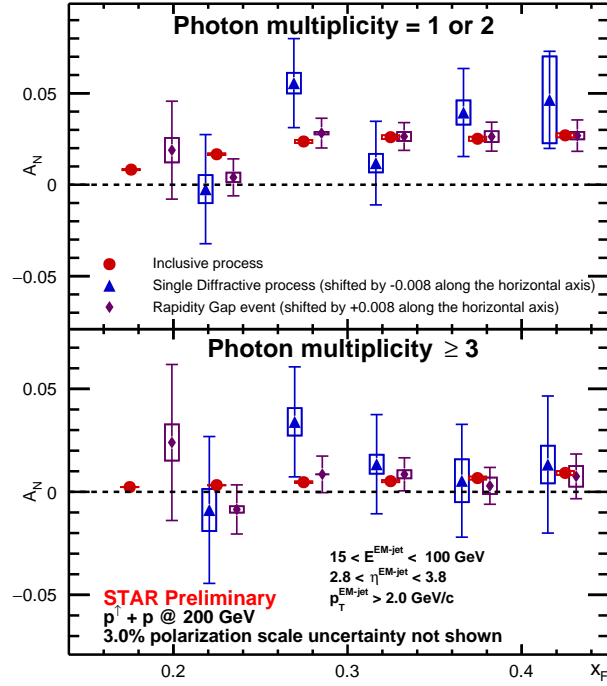 Photon multiplicity = 1 or 2
A_N
0.05
0
−0.05
Inclusive process
Single Diffractive process (shifted by -0.008 along the horizontal axis)
Rapidity Gap event (shifted by +0.008 along the horizontal axis)
Photon multiplicity ≥ 3
A_N
0.05
0
−0.05
15 < E^EM-jet < 100 GeV
2.8 < η^EM-jet < 3.8
p_T^EM-jet > 2.0 GeV/c
STAR Preliminary
p^↑ + p @ 200 GeV
3.0% polarization scale uncertainty not shown
0.2 0.3 0.4 x_F